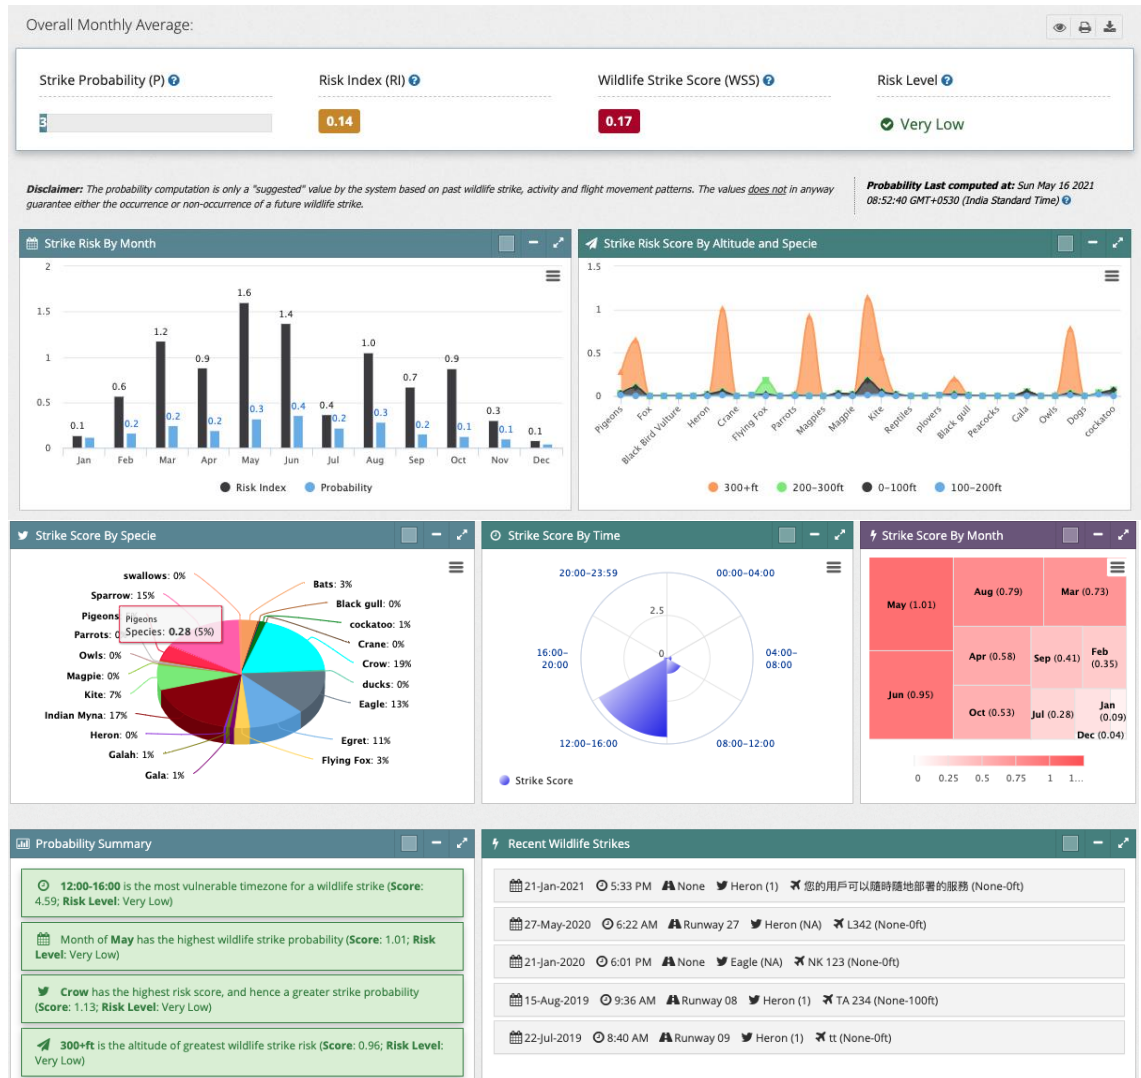 Overall Monthly Average:
Strike Probability (P)
Risk Index (RI)
Wildlife Strike Score (WSS)
Risk Level
3
0.14
0.17
Very Low
Disclaimer: The probability computation is only a "suggested" value by the system based on past wildlife strike, activity and flight movement patterns. The values does not in anyway
guarantee either the occurrence or non-occurrence of a future wildlife strike.
Probability Last computed at: Sun May 16 2021
08:52:40 GMT+0530 (India Standard Time)
Strike Risk By Month
2
1.5
1
0.5
0
0.1
0.6
0.2
1.2
0.2
0.9
0.2
1.6
0.3
1.4
0.4
0.4
0.2
1.0
0.3
0.7
0.2
0.9
0.1
0.3
0.1
0.1
Jan Feb Mar Apr May Jun Jul Aug Sep Oct Nov Dec
Risk Index Probability
Strike Risk Score By Altitude and Specie
1.5
1
0.5
0
Pigeons
Fox
Black Bird Vulture
Heron
Crane
Flying Fox
Parrots
Magpies
Magpie
Kite
Reptiles
plovers
Black gull
Peacocks
Gala
Owls
Dogs
cockatoo
300+ft 200-300ft 0-100ft 100-200ft
Strike Score By Specie
swallows: 0%
Sparrow: 15%
Pigeons
Parrots: 0%
Owls: 0%
Magpie: 0%
Kite: 7%
Indian Myna: 17%
Heron: 0%
Galah: 1%
Gala: 1%
Pigeons
Species: 0.28 (5%)
Bats: 3%
Black gull: 0%
cockatoo: 1%
Crane: 0%
Crow: 19%
ducks: 0%
Eagle: 13%
Egret: 11%
Flying Fox: 3%
Strike Score By Time
20:00-23:59
00:00-04:00
2.5
0
16:00-
20:00
04:00-
08:00
12:00-16:00
08:00-12:00
Strike Score
Strike Score By Month
May (1.01)
Aug (0.79)
Mar (0.73)
Apr (0.58)
Sep (0.41)
Feb
(0.35)
Jun (0.95)
Oct (0.53)
Jul (0.28)
Jan
(0.09)
Dec (0.04)
0 0.25 0.5 0.75 1 1...
Probability Summary
12:00-16:00 is the most vulnerable timezone for a wildlife strike (Score:
4.59; Risk Level: Very Low)
Month of May has the highest wildlife strike probability (Score: 1.01; Risk
Level: Very Low)
Crow has the highest risk score, and hence a greater strike probability
(Score: 1.13; Risk Level: Very Low)
300+ft is the altitude of greatest wildlife strike risk (Score: 0.96; Risk Level:
Very Low)
Recent Wildlife Strikes
21-Jan-2021 5:33 PM None Heron (1) 您的用戶可以隨時隨地部署的服務 (None-0ft)
27-May-2020 6:22 AM Runway 27 Heron (NA) L342 (None-0ft)
21-Jan-2020 6:01 PM None Eagle (NA) NK 123 (None-0ft)
15-Aug-2019 9:36 AM Runway 08 Heron (1) TA 234 (None-100ft)
22-Jul-2019 8:40 AM Runway 09 Heron (1) tt (None-0ft)